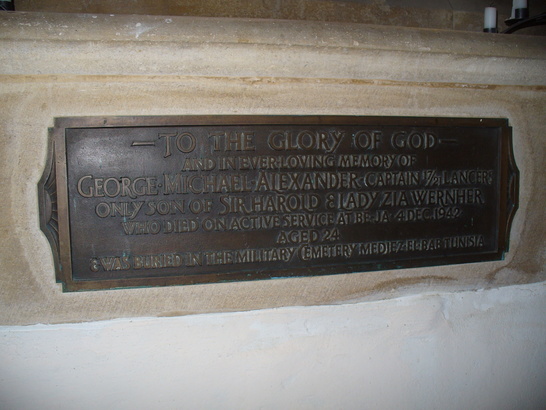 — TO THE GLORY OF GOD —
AND IN EVERLOVING MEMORY OF
GEORGE · MICHAEL ALEXANDER · CAPTAIN 17/21 LANCERS
ONLY SON OF SIR HAROLD & LADY ZIA WERNHER
WHO DIED ON ACTIVE SERVICE AT BEJA 4 DEC 1942
AGED 24
& WAS BURIED IN THE MILITARY CEMETERY MEDJEZ EL BAB TUNISIA